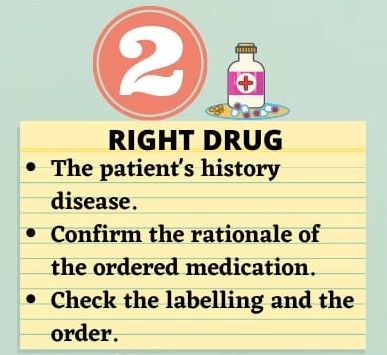 2
RIGHT DRUG
• The patient's history
disease.
• Confirm the rationale of
the ordered medication.
• Check the labelling and the
order.